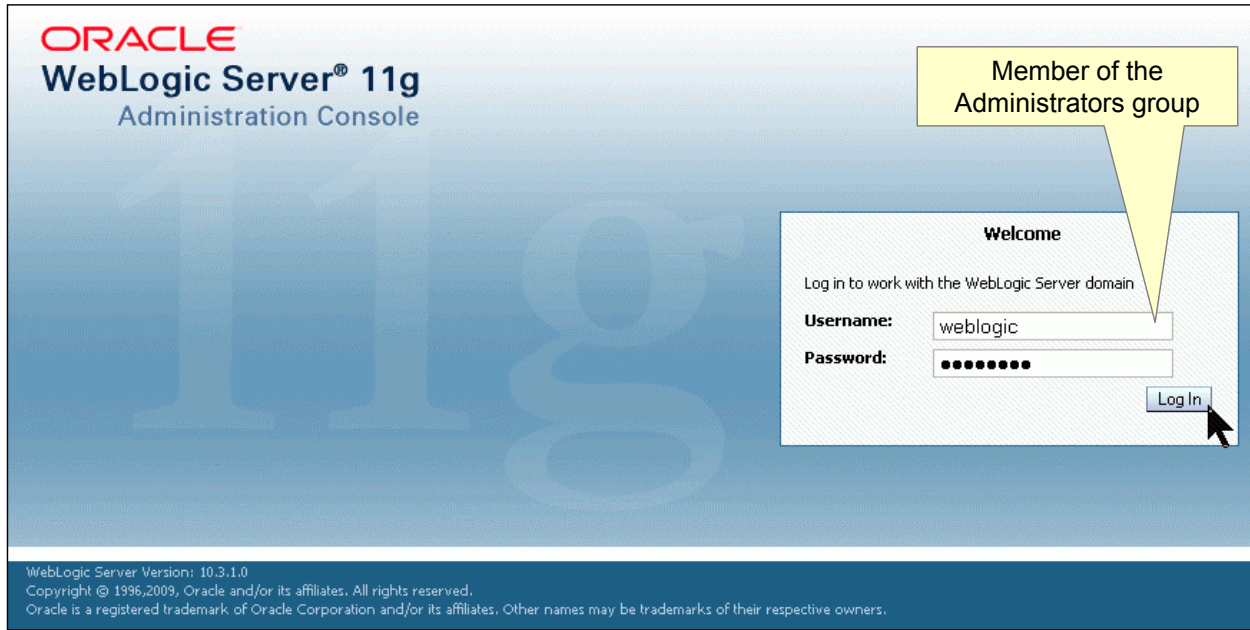 ORACLE
WebLogic Server® 11g
Administration Console
Member of the
Administrators group
11g
Welcome
Log in to work with the WebLogic Server domain
Username:
weblogic
Password:
●●●●●●●●
Log In
WebLogic Server Version: 10.3.1.0
Copyright © 1996,2009, Oracle and/or its affiliates. All rights reserved.
Oracle is a registered trademark of Oracle Corporation and/or its affiliates. Other names may be trademarks of their respective owners.